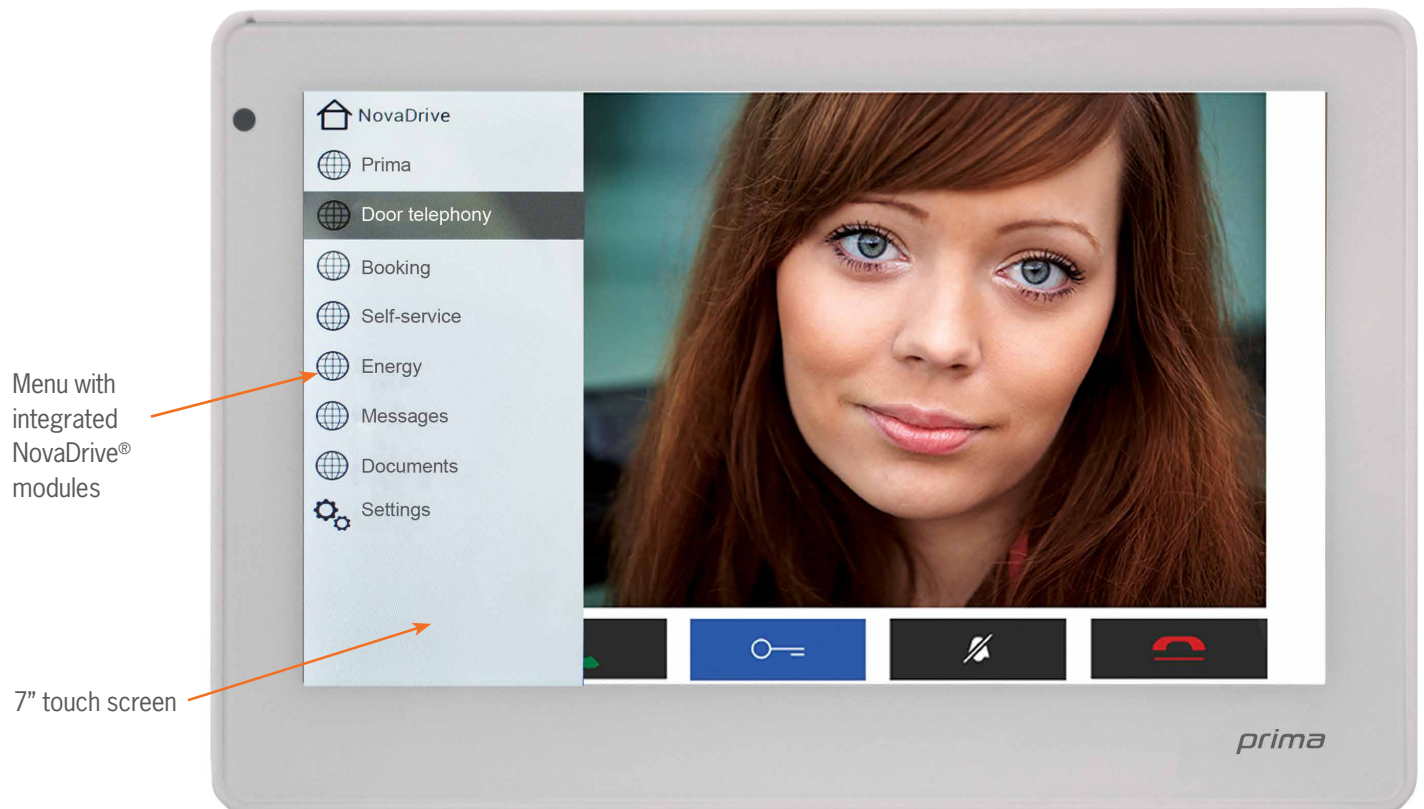 NovaDrive
Prima
Door telephony
Booking
Self-service
Energy
Messages
Documents
Settings
Menu with
integrated
NovaDrive®
modules
7” touch screen
prima